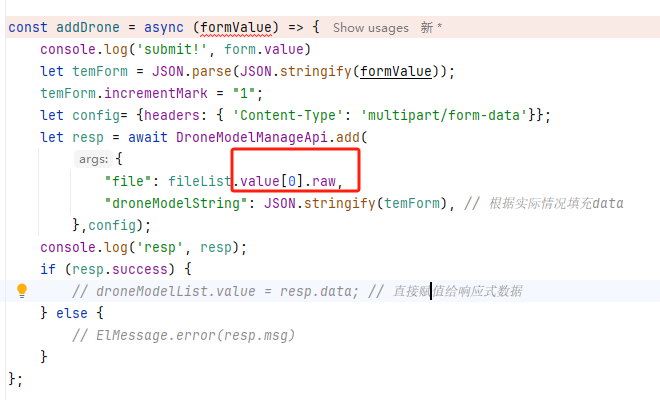 const addDrone = async (formValue) => { Show usages 新 *
console.log('submit!', form.value)
let temForm = JSON.parse(JSON.stringify(formValue));
temForm.incrementMark = "1";
let config= {headers: { 'Content-Type': 'multipart/form-data'}};
let resp = await DroneModelManageApi.add(
args: {
"file": fileList.value[0].raw,
"droneModelString": JSON.stringify(temForm), // 根据实际情况填充data
},config);
console.log('resp', resp);
if (resp.success) {
// droneModelList.value = resp.data; // 直接赋值给响应式数据
} else {
// ElMessage.error(resp.msg)
}
};